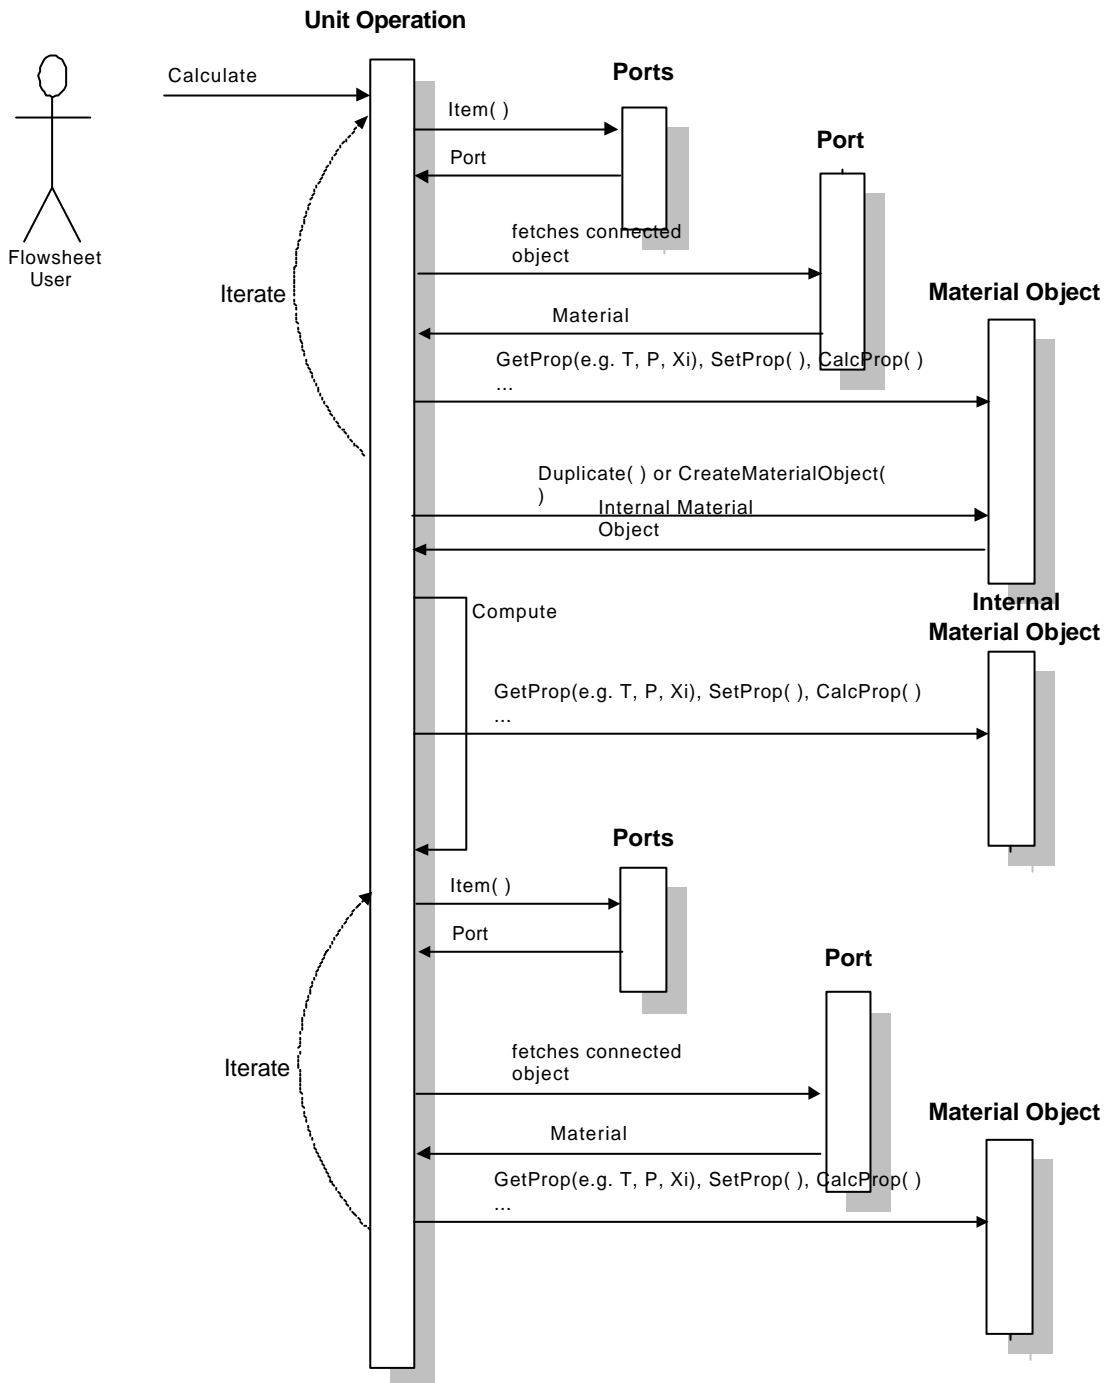 Unit Operation
Calculate
Ports
Item( )
Port
Port
Flowsheet
User
fetches connected
object
Iterate
Material Object
Material
GetProp(e.g. T, P, Xi), SetProp( ), CalcProp( )
...
Duplicate( ) or CreateMaterialObject(
)
Internal Material
Object
Internal
Material Object
Compute
GetProp(e.g. T, P, Xi), SetProp( ), CalcProp( )
...
Ports
Item( )
Port
Port
fetches connected
object
Iterate
Material Object
Material
GetProp(e.g. T, P, Xi), SetProp( ), CalcProp( )
...